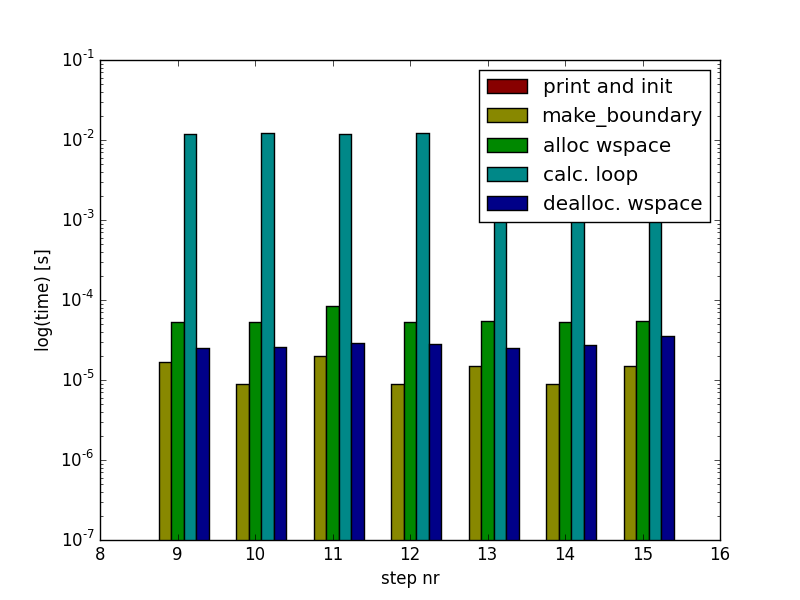 10^-1
10^-2
10^-3
10^-4
10^-5
10^-6
10^-7
log(time) [s]
print and init
make_boundary
alloc wspace
calc. loop
dealloc. wspace
8 9 10 11 12 13 14 15 16
step nr